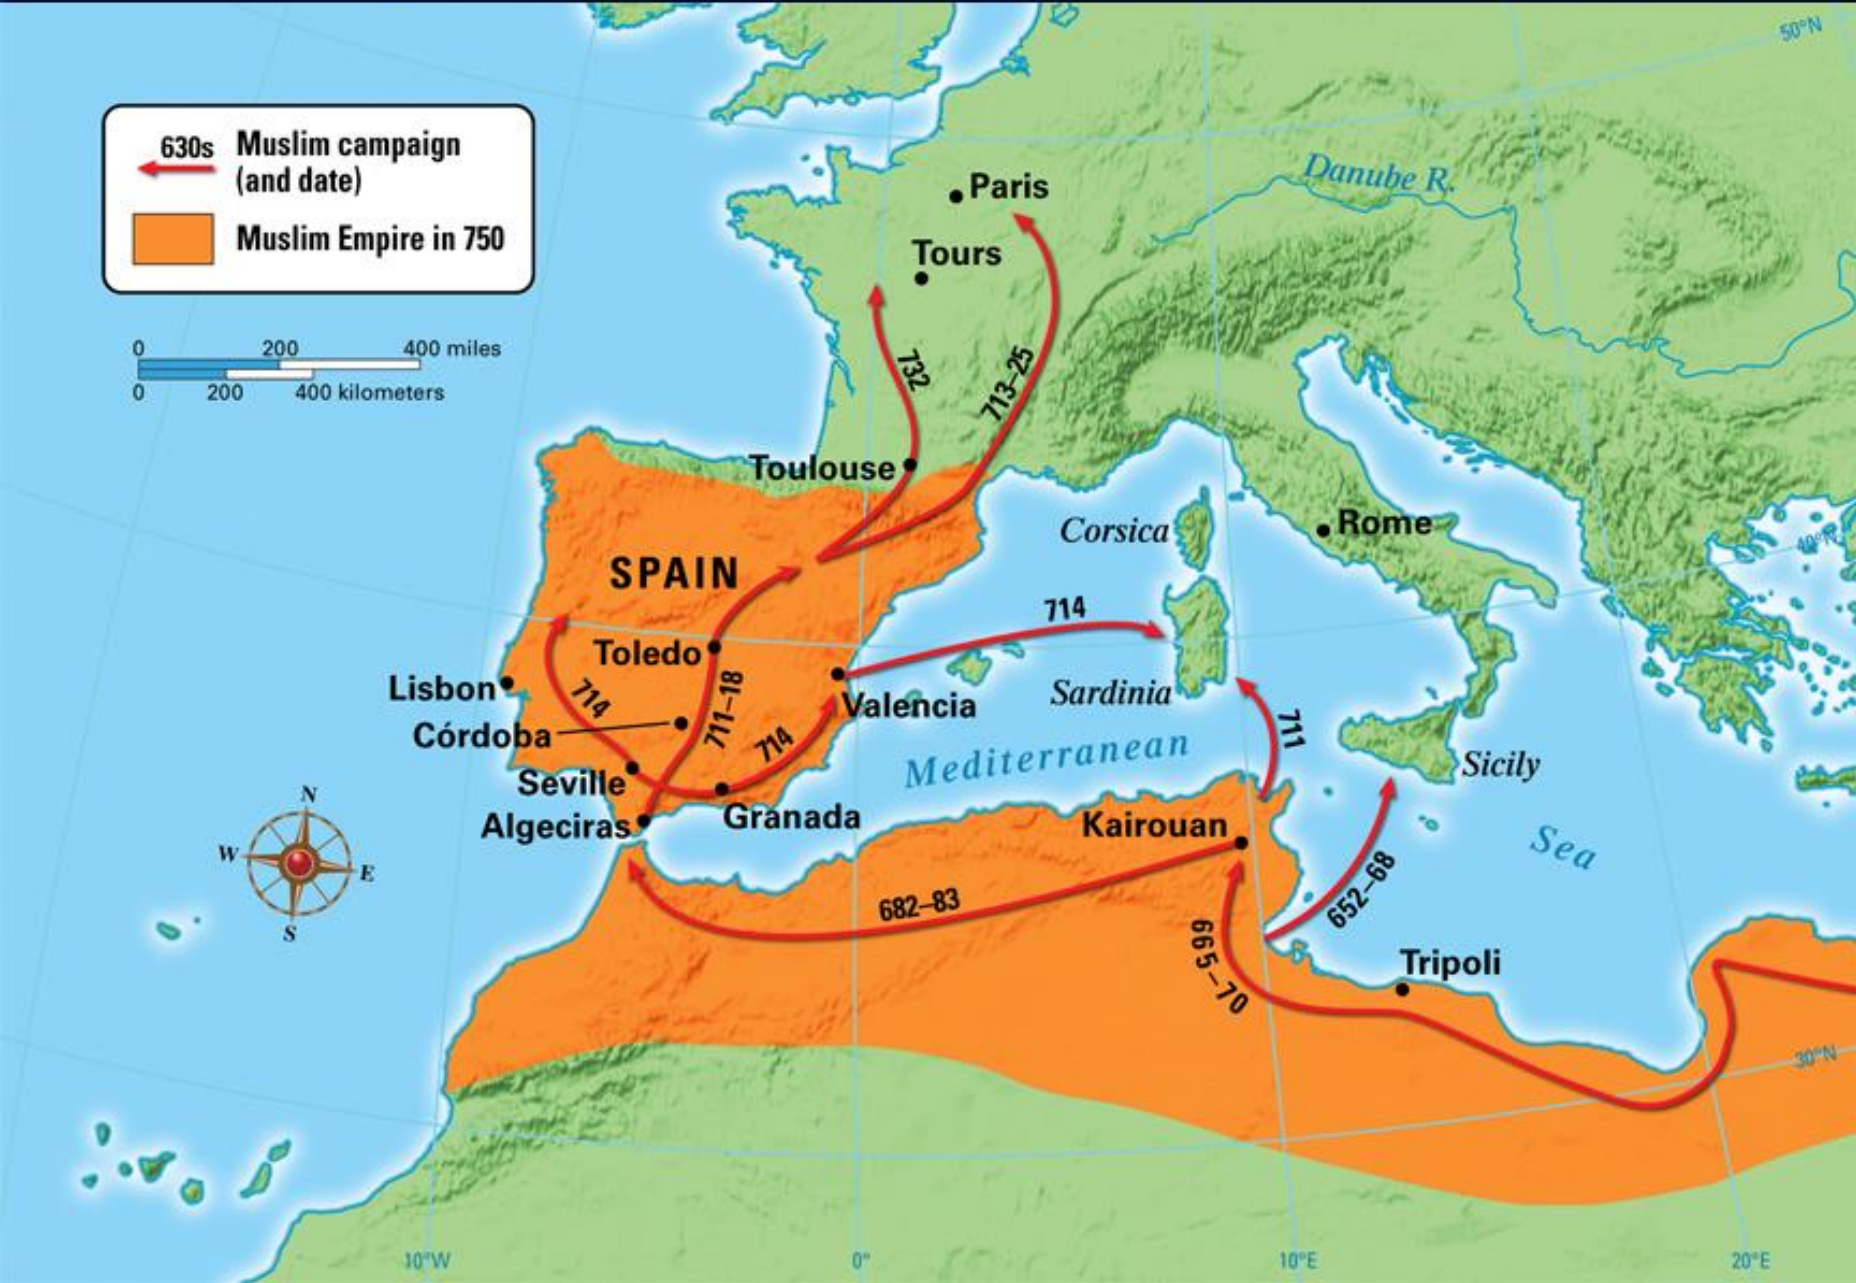 630s Muslim campaign
(and date)
Muslim Empire in 750
0 200 400 miles
0 200 400 kilometers
50°N
Danube R.
Paris
Tours
732
713–25
Toulouse
Corsica
Rome
40°N
SPAIN
714
Toledo
Lisbon
714
711–18
Valencia
Sardinia
Córdoba
714
711
Mediterranean
Sea
Seville
Sicily
Algeciras
Granada
Kairouan
N
W
E
S
682–83
652–68
665–70
Tripoli
30°N
10°W
0°
10°E
20°E